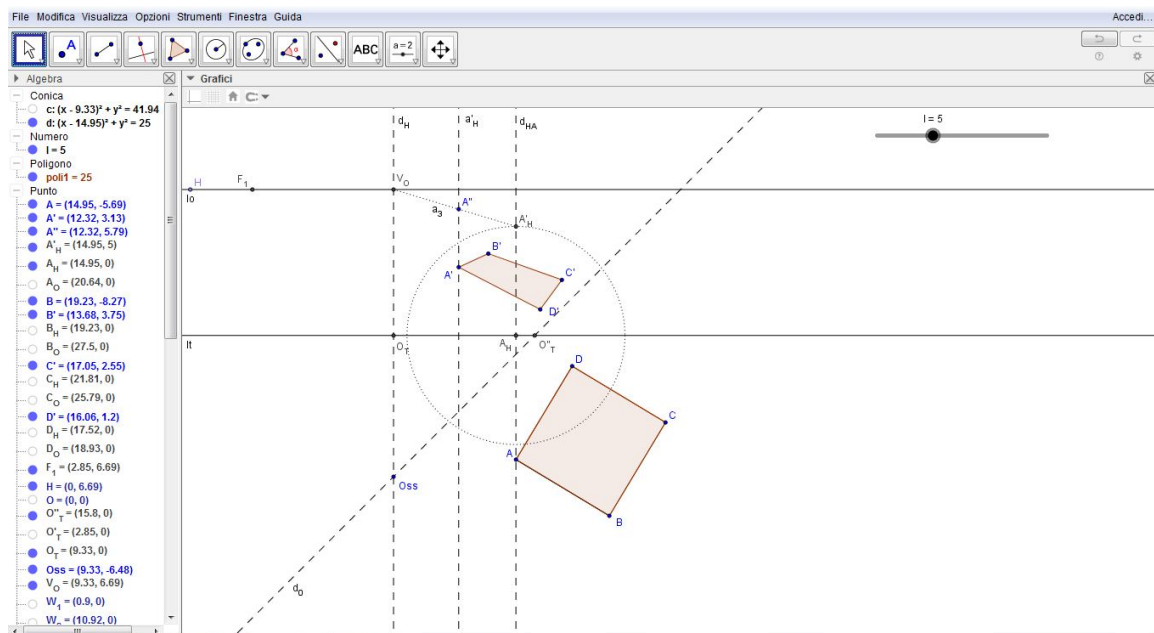 File Modifica Visualizza Opzioni Strumenti Finestra Guida
Accedi...
A
α
ABC
a = 2
Algebra
Conica
c: (x - 9.33)² + y² = 41.94
d: (x - 14.95)² + y² = 25
Numero
l = 5
Poligono
poli1 = 25
Punto
A = (14.95, -5.69)
A' = (12.32, 3.13)
A'' = (12.32, 5.79)
A'H = (14.95, 5)
AH = (14.95, 0)
AO = (20.64, 0)
B = (19.23, -8.27)
B' = (13.68, 3.75)
BH = (19.23, 0)
BO = (27.5, 0)
C' = (17.05, 2.55)
CH = (21.81, 0)
CO = (25.79, 0)
D' = (16.06, 1.2)
DH = (17.52, 0)
DO = (18.93, 0)
F1 = (2.85, 6.69)
H = (0, 6.69)
O = (0, 0)
O''T = (15.8, 0)
O'T = (2.85, 0)
OT = (9.33, 0)
Oss = (9.33, -6.48)
VO = (9.33, 6.69)
W1 = (0.9, 0)
Grafici
dH
a'H
dHA
l = 5
H
F1
VO
lo
A''
a3
A'H
B'
A'
C'
D'
lt
OT
AH
O''T
D
C
A
Oss
B
d0